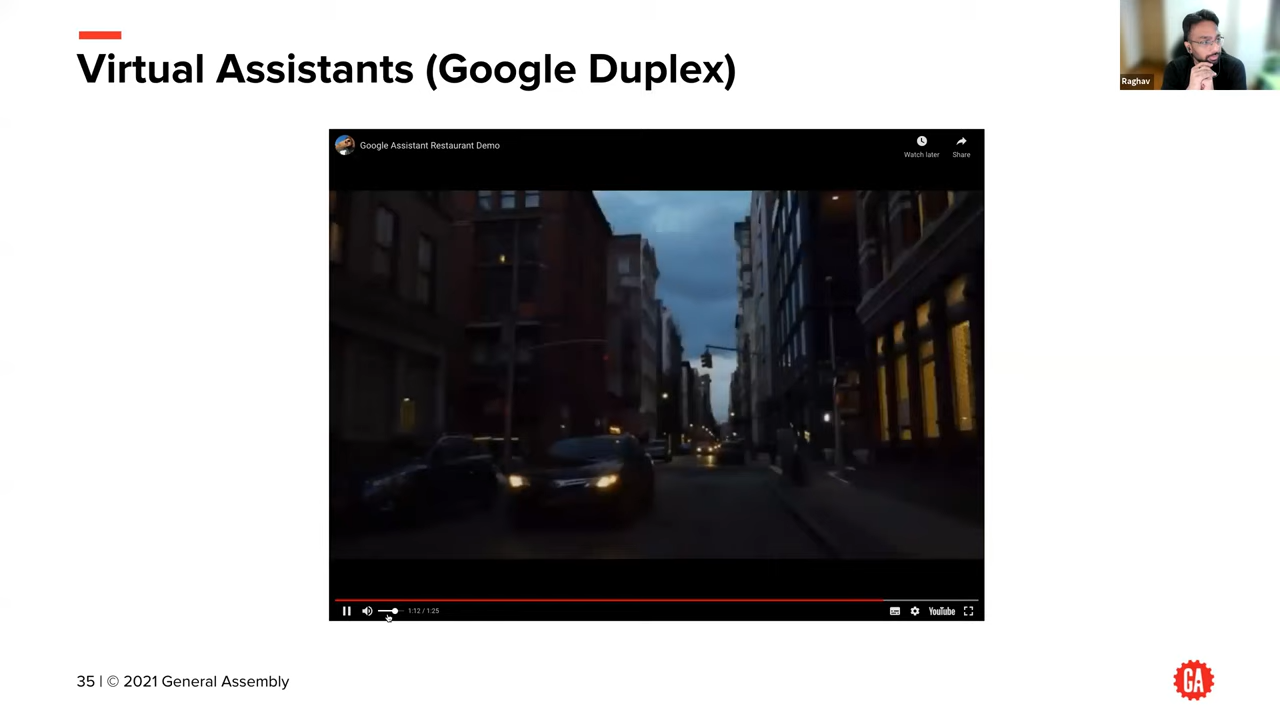 Virtual Assistants (Google Duplex)
Raghav
Google Assistant Restaurant Demo
Watch later
Share
1:12 / 1:25
YouTube
35 | © 2021 General Assembly
GA